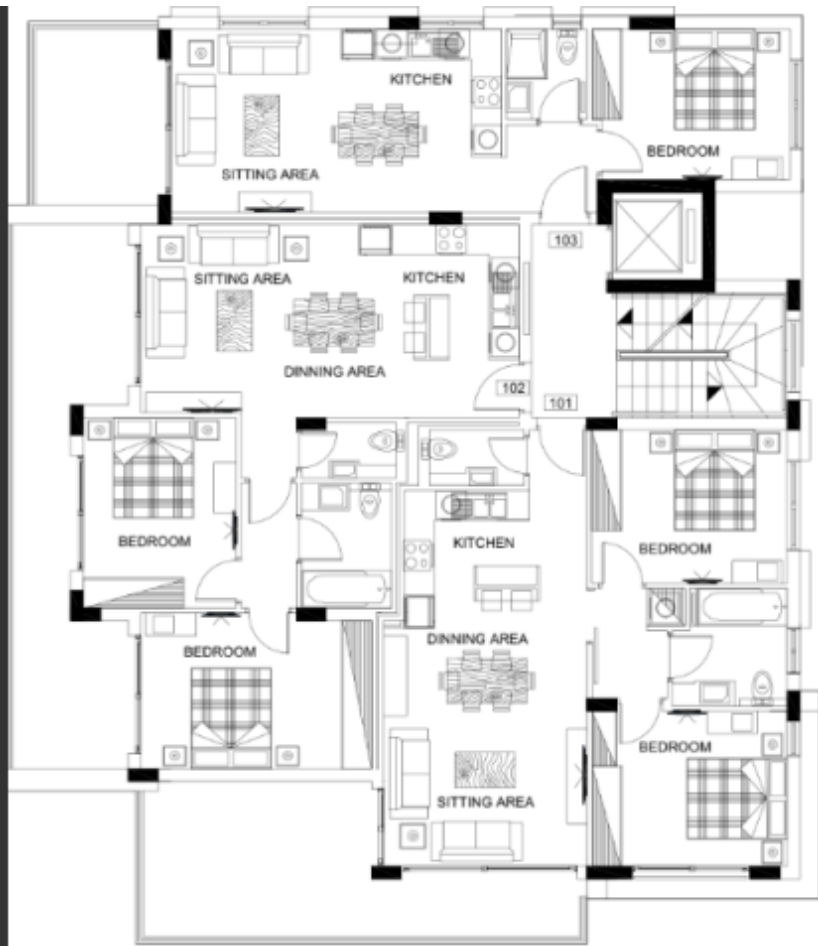 KITCHEN
SITTING AREA
BEDROOM
103
SITTING AREA
KITCHEN
DINNING AREA
102
101
BEDROOM
KITCHEN
BEDROOM
DINNING AREA
BEDROOM
BEDROOM
SITTING AREA